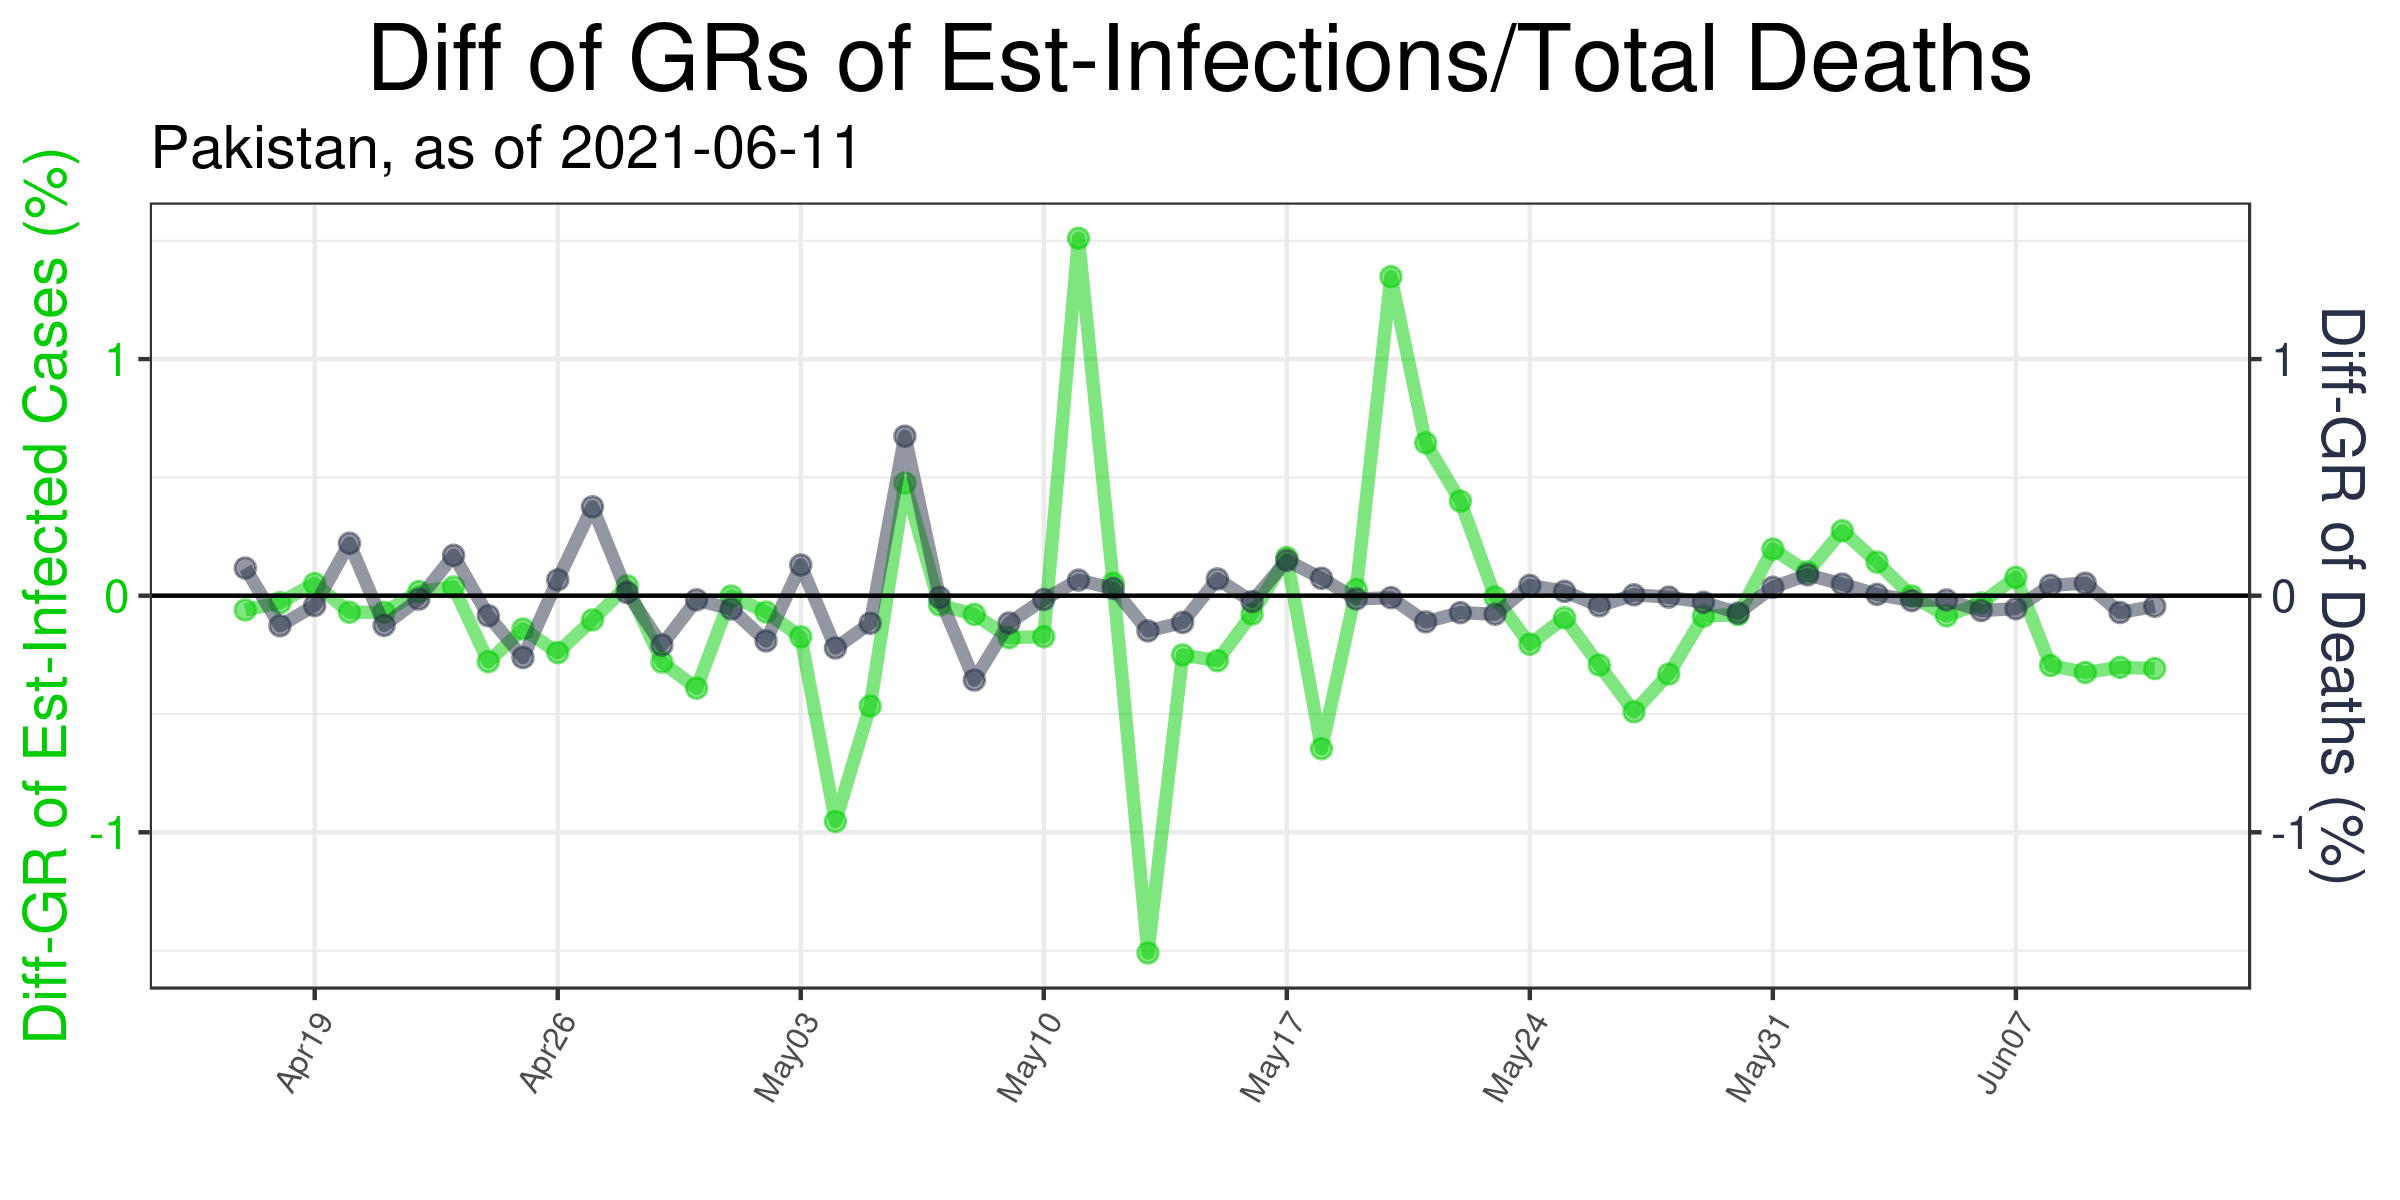 Diff of GRs of Est-Infections/Total Deaths
Pakistan, as of 2021-06-11
Diff-GR of Est-Infected Cases (%)
1
0
-1
1
0
-1
Diff-GR of Deaths (%)
Apr19
Apr26
May03
May10
May17
May24
May31
Jun07